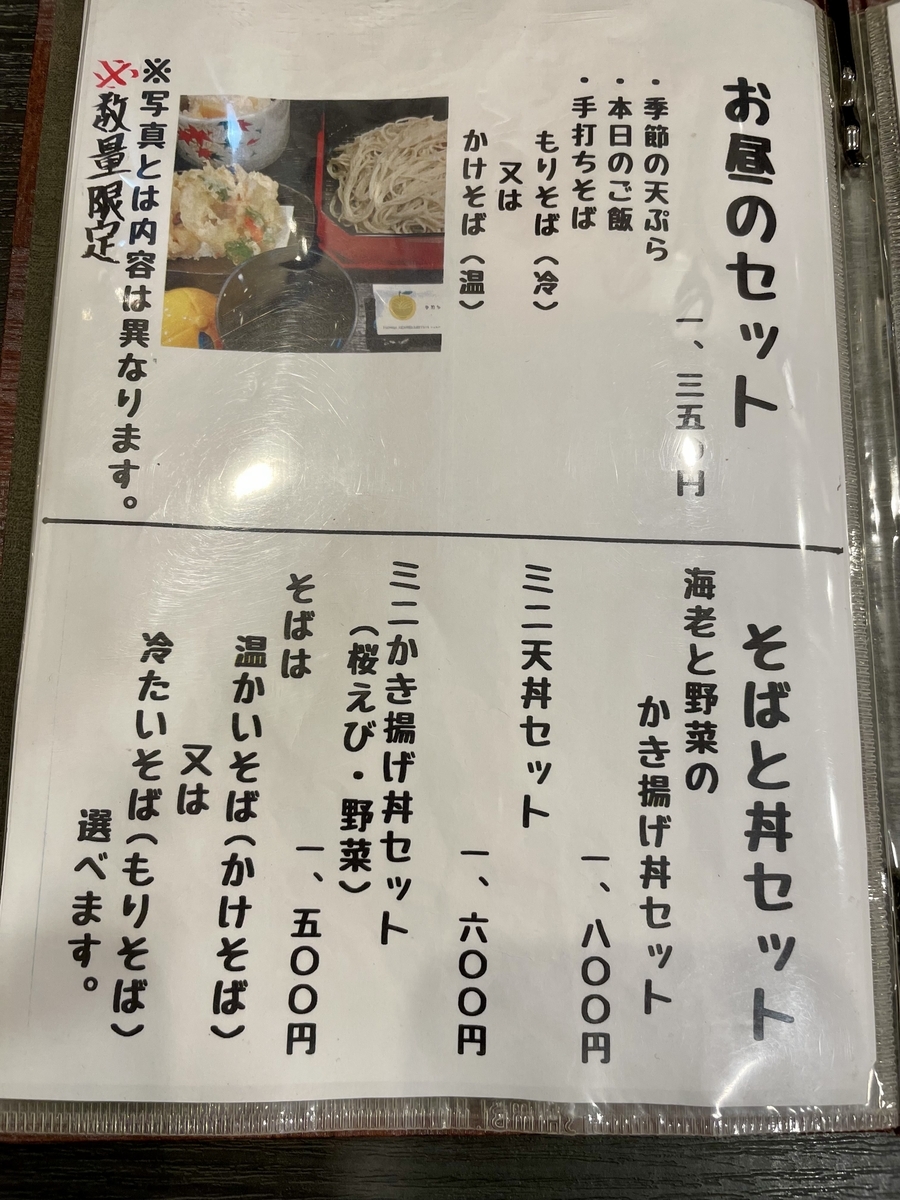 お昼のセット
一、三五〇円
・季節の天ぷら
・本日のご飯
・手打ちそば
もりそば（冷）
又は
かけそば（温）
※写真とは内容は異なります。
※数量限定
そばと丼セット
海老と野菜の
かき揚げ丼セット
一、八〇〇円
ミニ天丼セット
一、六〇〇円
ミニかき揚げ丼セット
（桜えび・野菜）
一、五〇〇円
そばは
温かいそば（かけそば）
又は
冷たいそば（もりそば）
選べます。